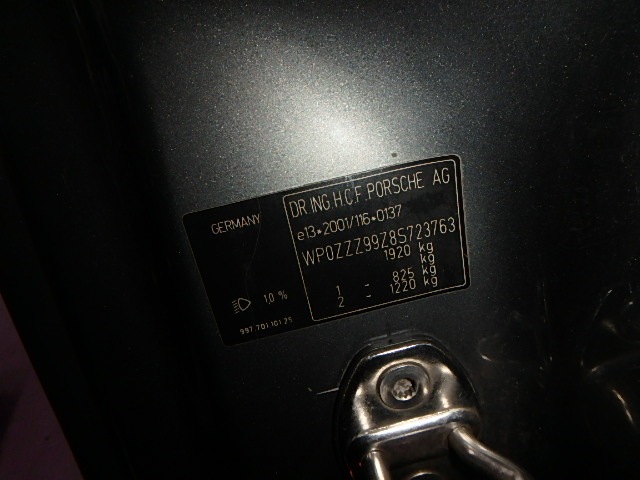 GERMANY
DR.ING.H.C.F.PORSCHE AG
e13*2001/116*0137
WP0ZZZ99Z8S723763
1920 kg
kg
1 - 825 kg
2 - 1220 kg
1,0 %
997.701.101.25